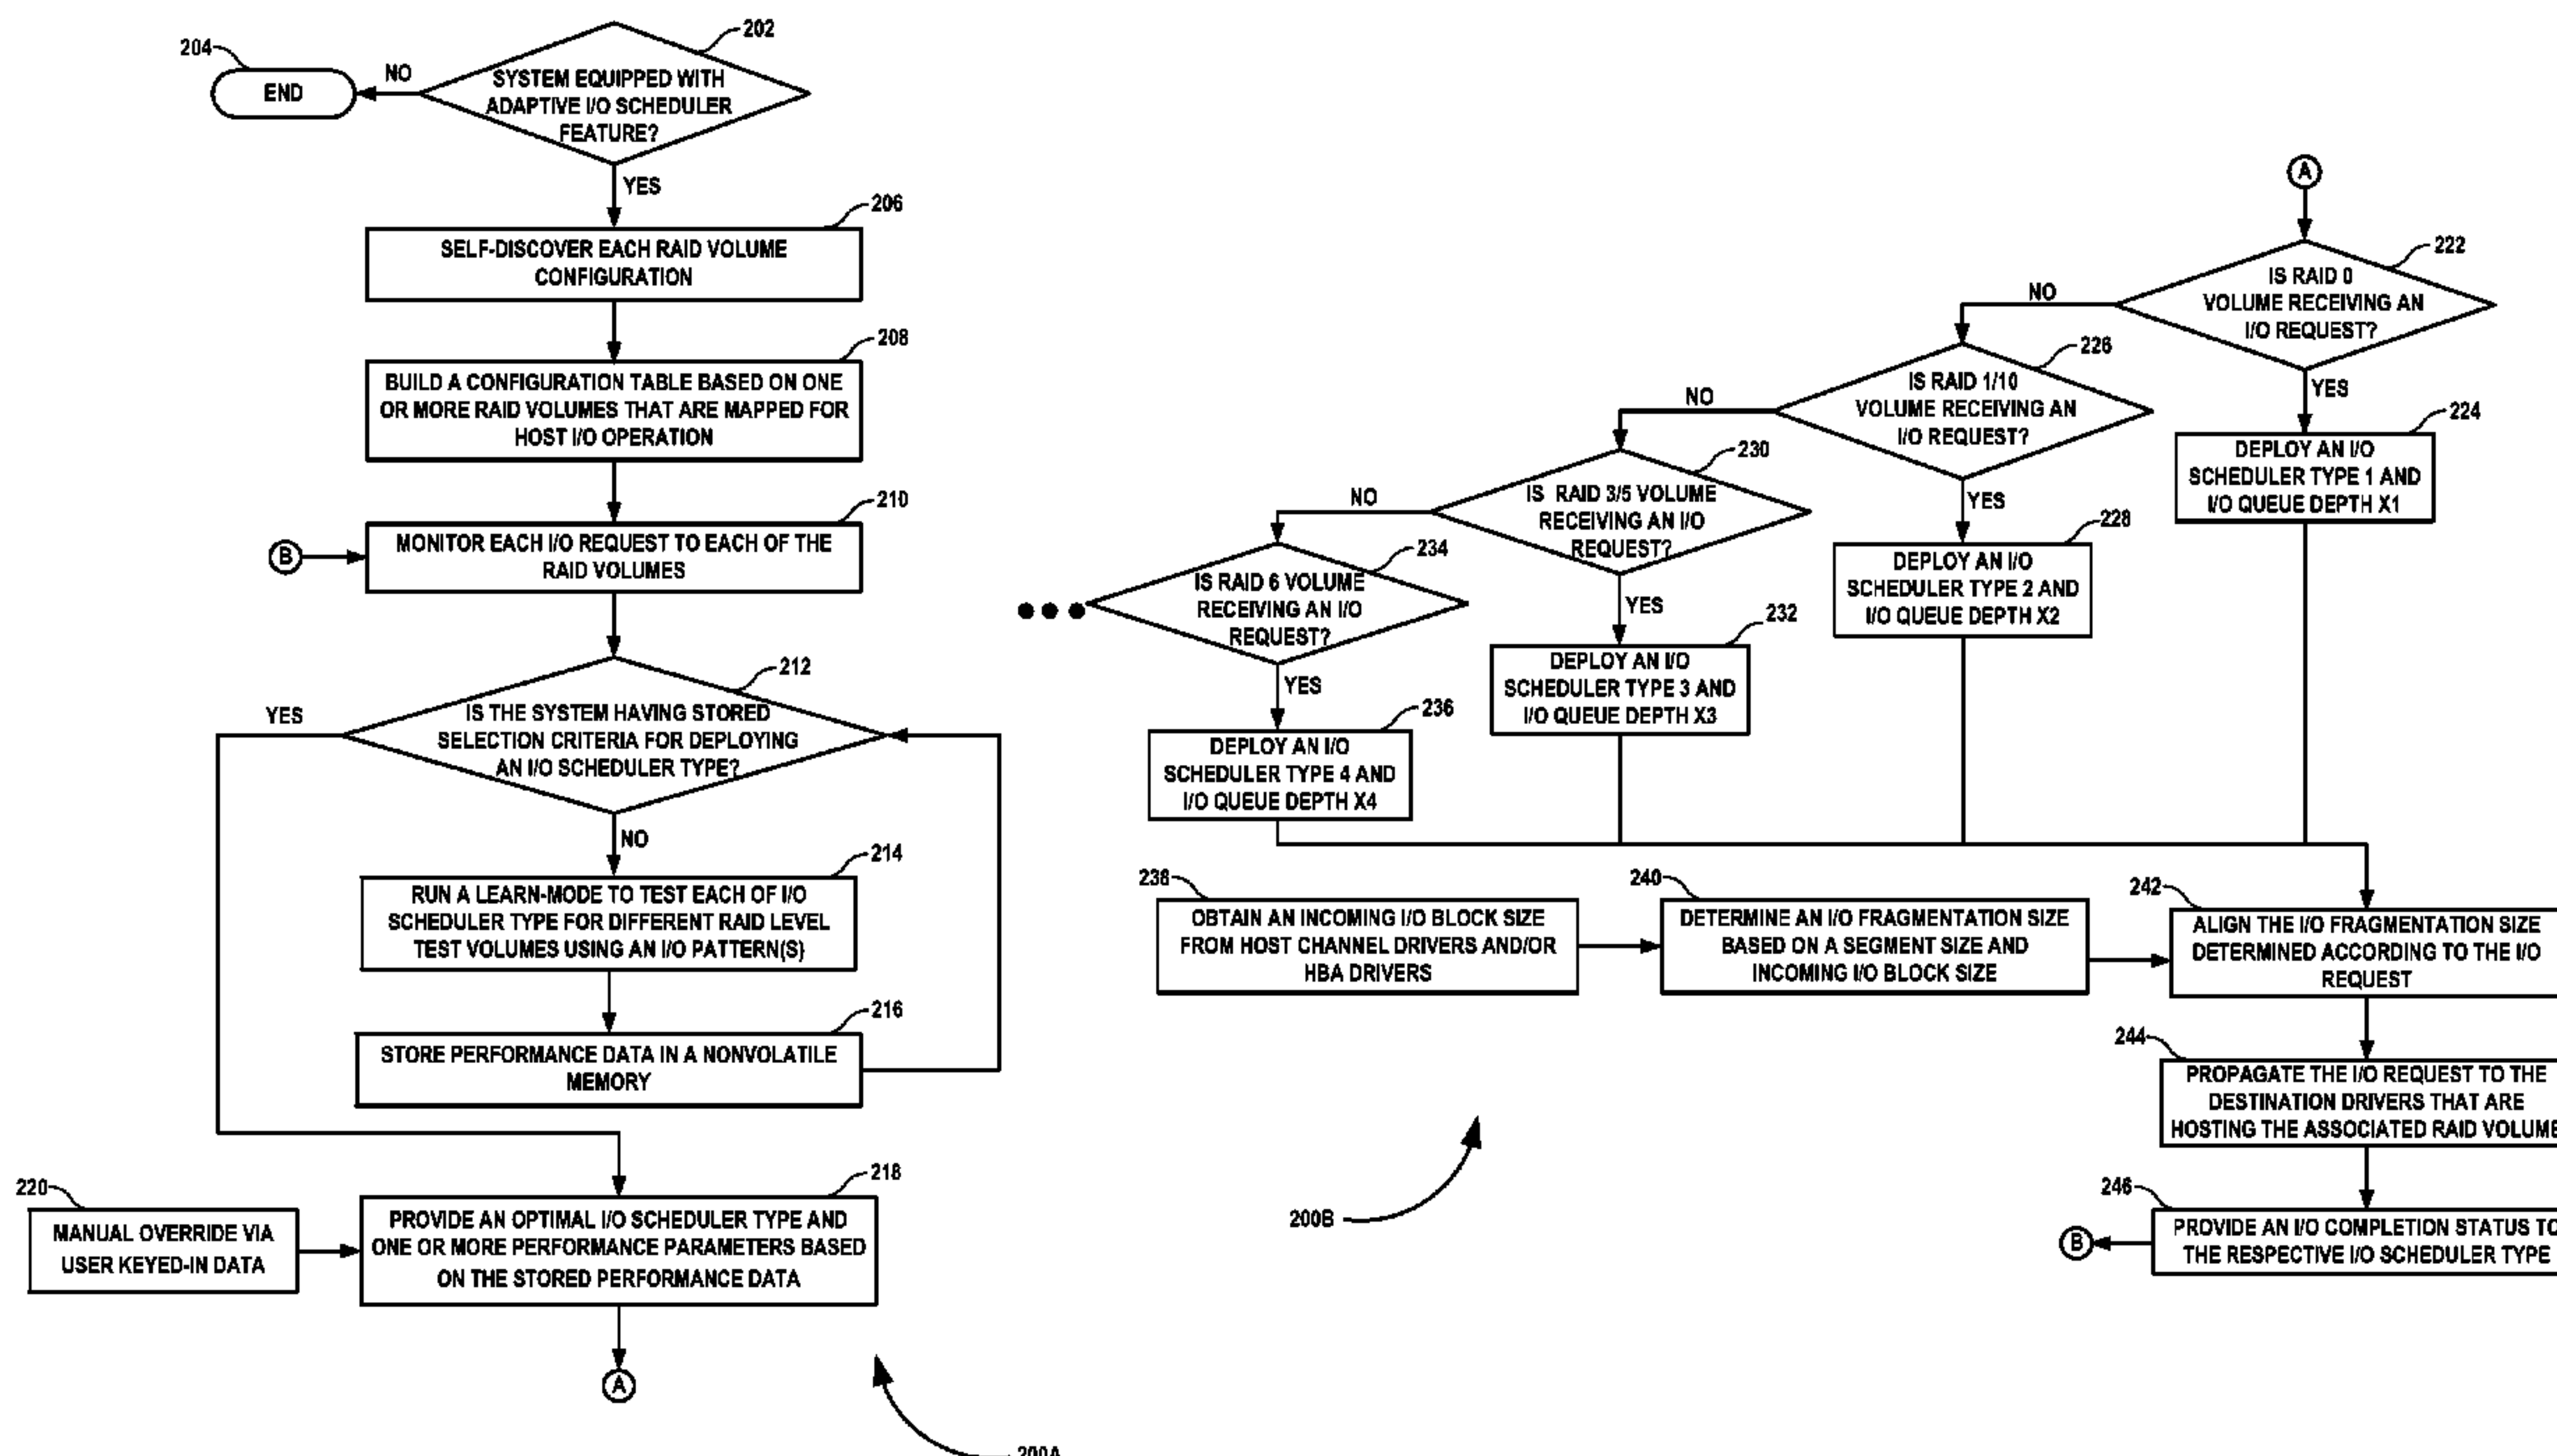 202
204
NO
END
SYSTEM EQUIPPED WITH
ADAPTIVE I/O SCHEDULER
FEATURE?
YES
206
SELF-DISCOVER EACH RAID VOLUME
CONFIGURATION
208
BUILD A CONFIGURATION TABLE BASED ON ONE
OR MORE RAID VOLUMES THAT ARE MAPPED FOR
HOST I/O OPERATION
210
B
MONITOR EACH I/O REQUEST TO EACH OF THE
RAID VOLUMES
212
YES
IS THE SYSTEM HAVING STORED
SELECTION CRITERIA FOR DEPLOYING
AN I/O SCHEDULER TYPE?
NO
214
RUN A LEARN-MODE TO TEST EACH OF I/O
SCHEDULER TYPE FOR DIFFERENT RAID LEVEL
TEST VOLUMES USING AN I/O PATTERN(S)
216
STORE PERFORMANCE DATA IN A NONVOLATILE
MEMORY
218
220
MANUAL OVERRIDE VIA
USER KEYED-IN DATA
PROVIDE AN OPTIMAL I/O SCHEDULER TYPE AND
ONE OR MORE PERFORMANCE PARAMETERS BASED
ON THE STORED PERFORMANCE DATA
A
200A
A
222
IS RAID 0
VOLUME RECEIVING AN
I/O REQUEST?
NO
YES
224
DEPLOY AN I/O
SCHEDULER TYPE 1 AND
I/O QUEUE DEPTH X1
226
IS RAID 1/10
VOLUME RECEIVING AN
I/O REQUEST?
NO
YES
228
DEPLOY AN I/O
SCHEDULER TYPE 2 AND
I/O QUEUE DEPTH X2
230
IS RAID 3/5 VOLUME
RECEIVING AN I/O
REQUEST?
NO
YES
232
DEPLOY AN I/O
SCHEDULER TYPE 3 AND
I/O QUEUE DEPTH X3
234
IS RAID 6 VOLUME
RECEIVING AN I/O
REQUEST?
YES
236
DEPLOY AN I/O
SCHEDULER TYPE 4 AND
I/O QUEUE DEPTH X4
238
OBTAIN AN INCOMING I/O BLOCK SIZE
FROM HOST CHANNEL DRIVERS AND/OR
HBA DRIVERS
240
DETERMINE AN I/O FRAGMENTATION SIZE
BASED ON A SEGMENT SIZE AND
INCOMING I/O BLOCK SIZE
242
ALIGN THE I/O FRAGMENTATION SIZE
DETERMINED ACCORDING TO THE I/O
REQUEST
244
PROPAGATE THE I/O REQUEST TO THE
DESTINATION DRIVERS THAT ARE
HOSTING THE ASSOCIATED RAID VOLUME
246
PROVIDE AN I/O COMPLETION STATUS TO
THE RESPECTIVE I/O SCHEDULER TYPE
B
200B